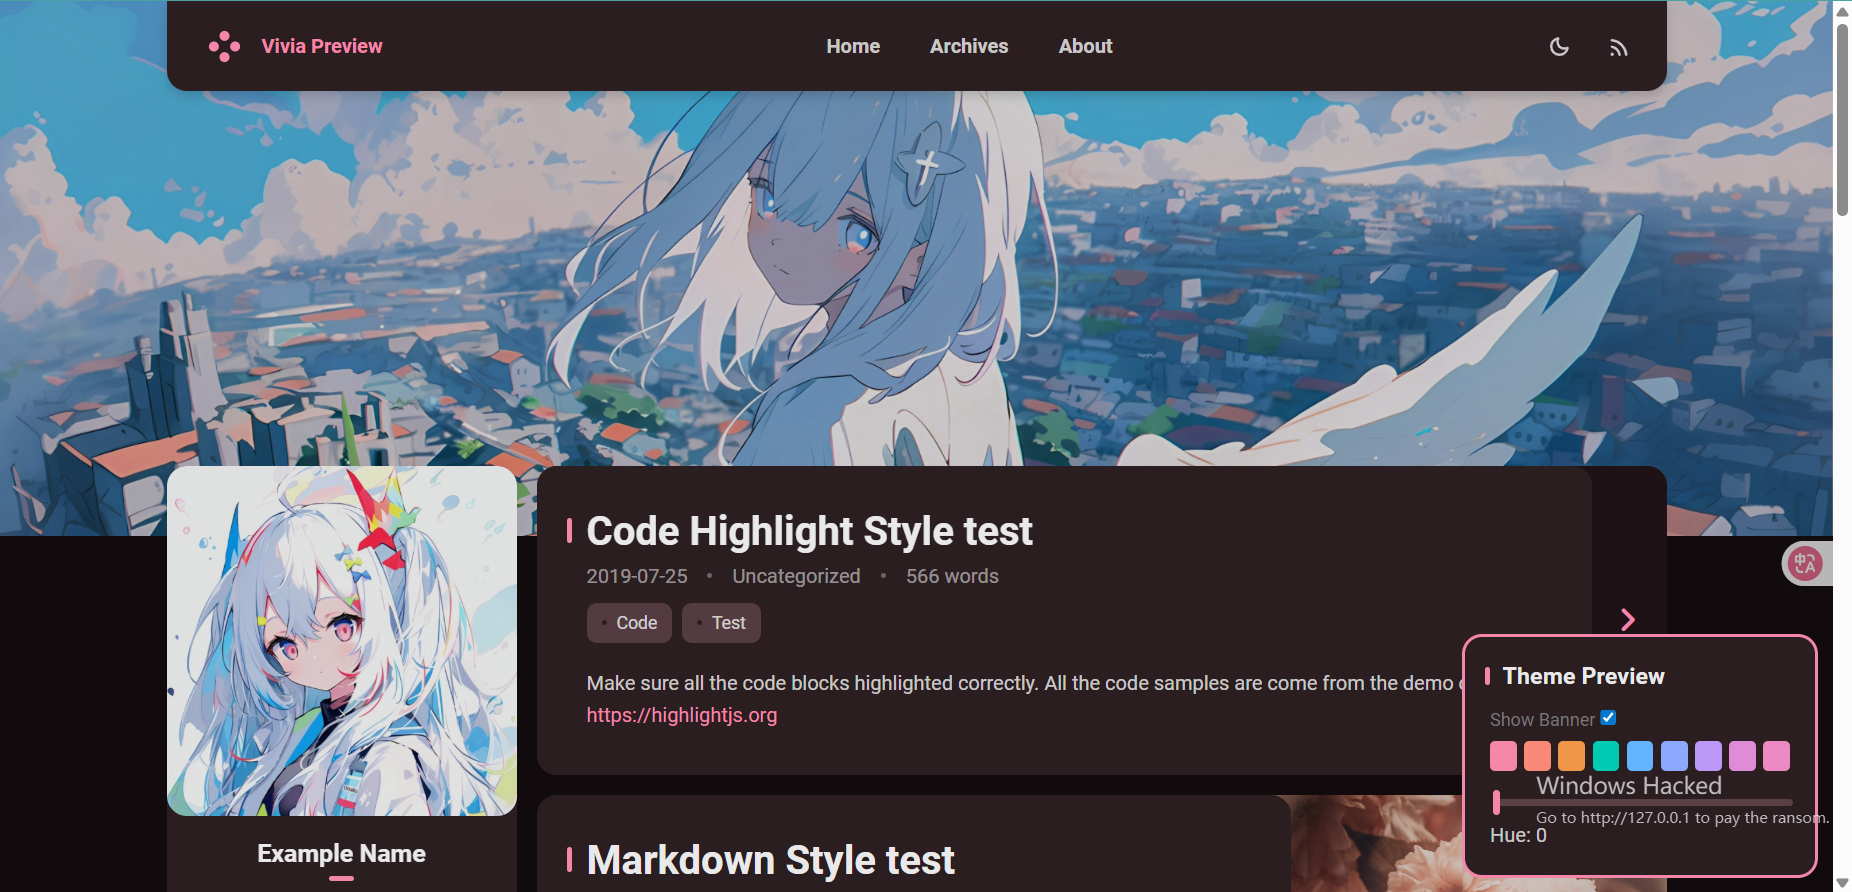 Vivia Preview
Home
Archives
About
Code Highlight Style test
2019-07-25 • Uncategorized • 566 words
• Code
• Test
Make sure all the code blocks highlighted correctly. All the code samples are come from the demo
https://highlightjs.org
中A
Theme Preview
Show Banner
Windows Hacked
Go to http://127.0.0.1 to pay the ransom.
Hue: 0
Example Name
Markdown Style test